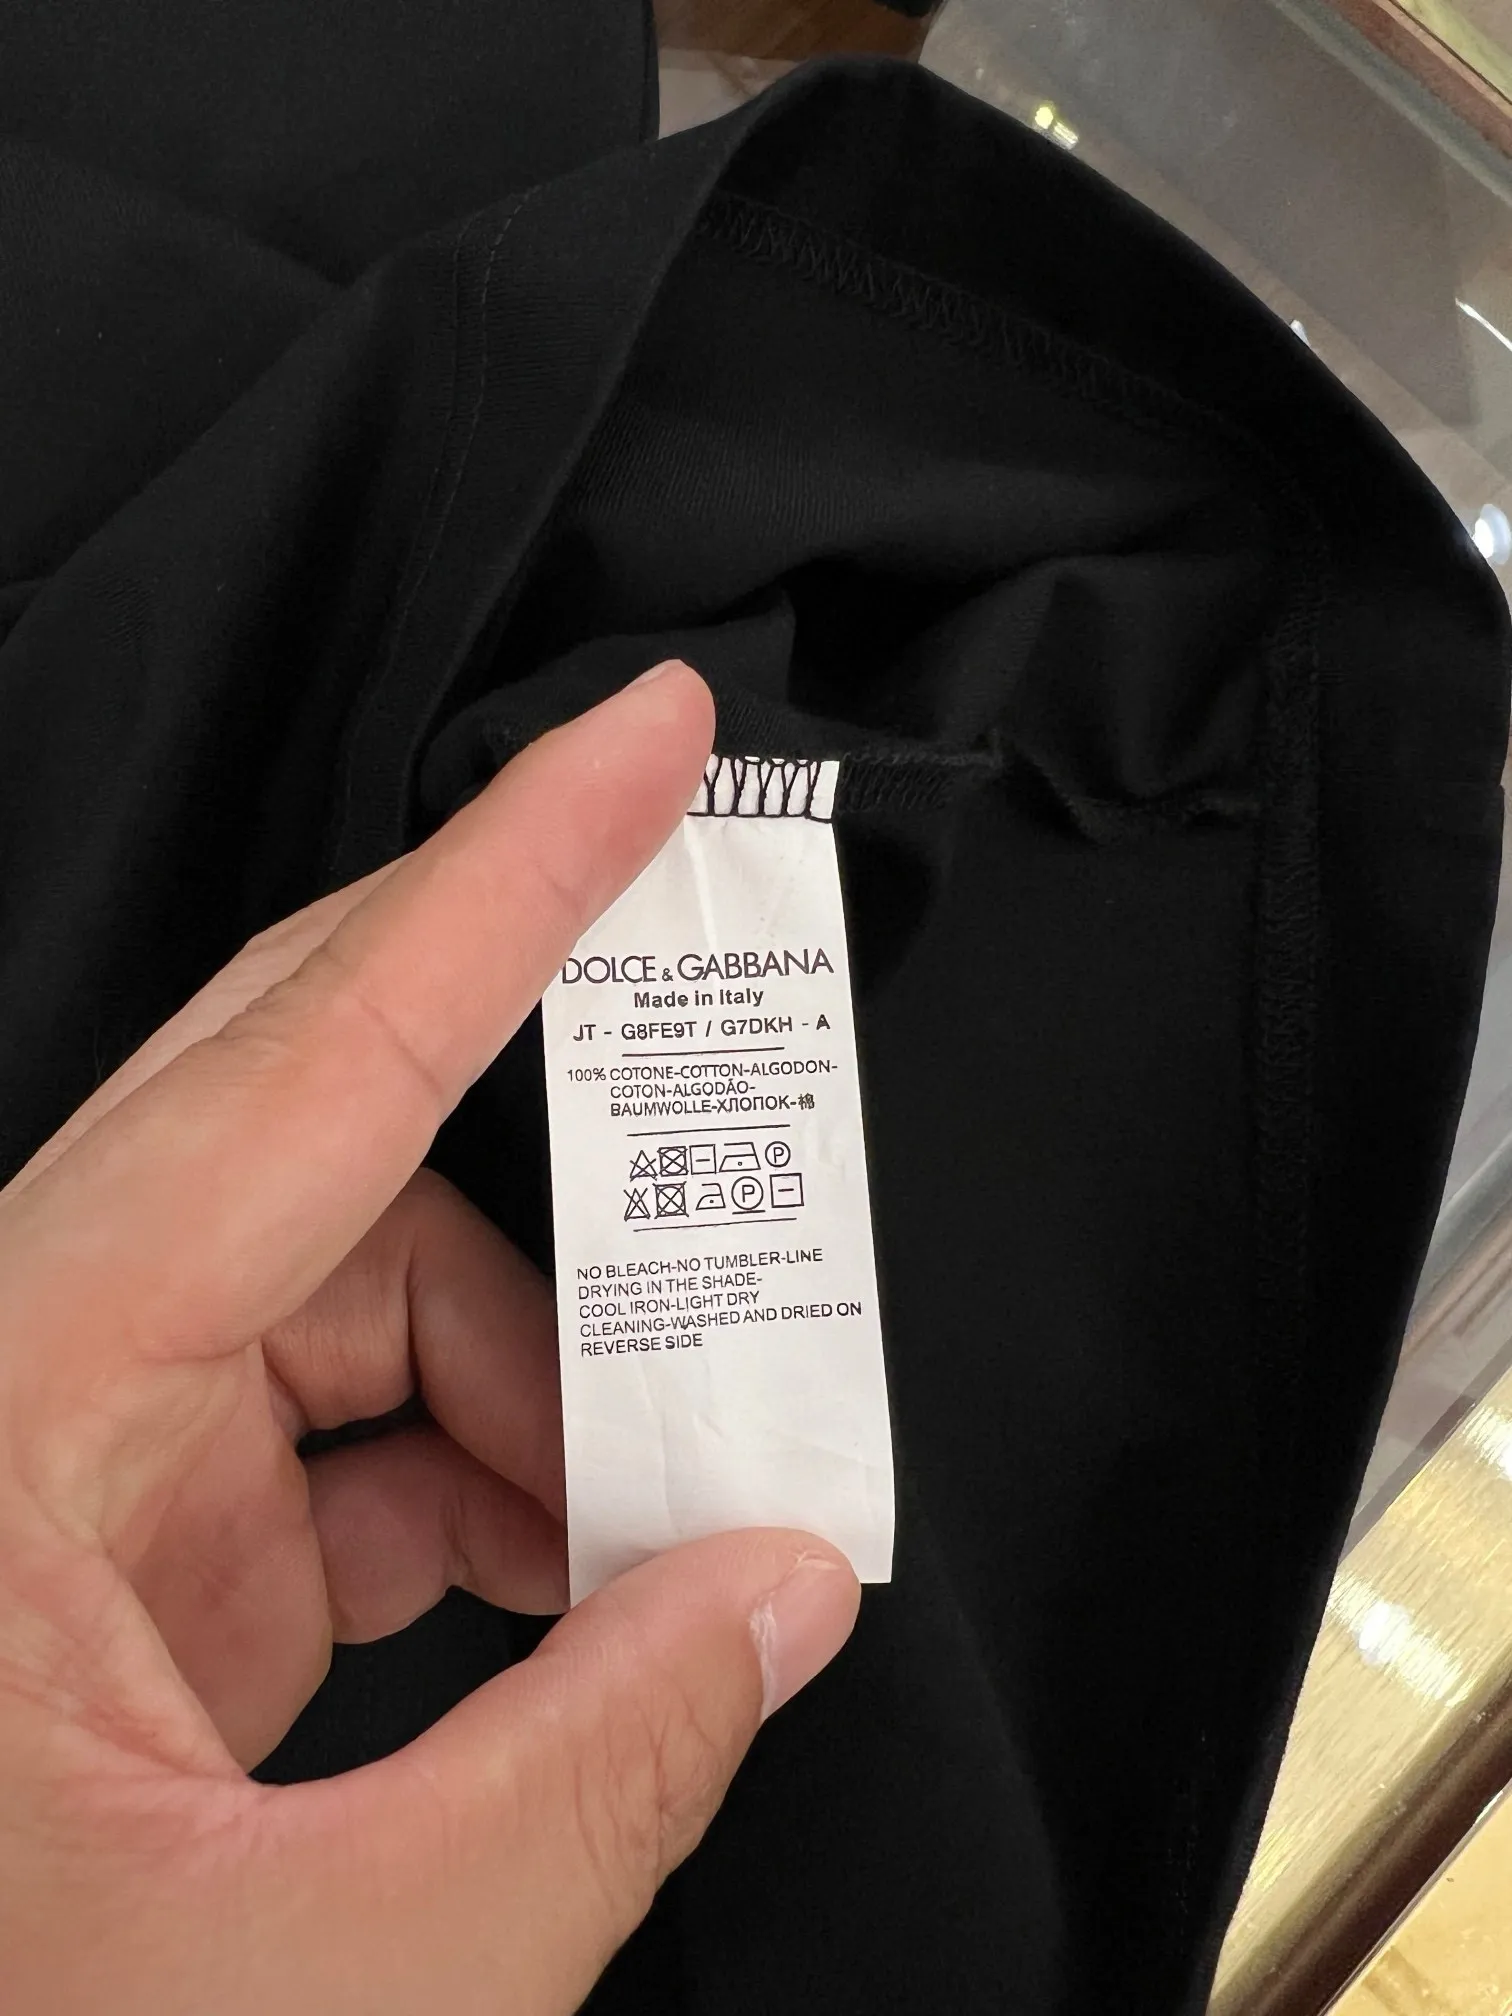 DOLCE & GABBANA
Made in Italy
JT - G8FE9T / G7DKH - A
100% COTONE-COTTON-ALGODON-
COTON-ALGODÃO-
BAUMWOLLE-ХЛОПОК-棉
P
P
NO BLEACH-NO TUMBLER-LINE
DRYING IN THE SHADE-
COOL IRON-LIGHT DRY
CLEANING-WASHED AND DRIED ON
REVERSE SIDE